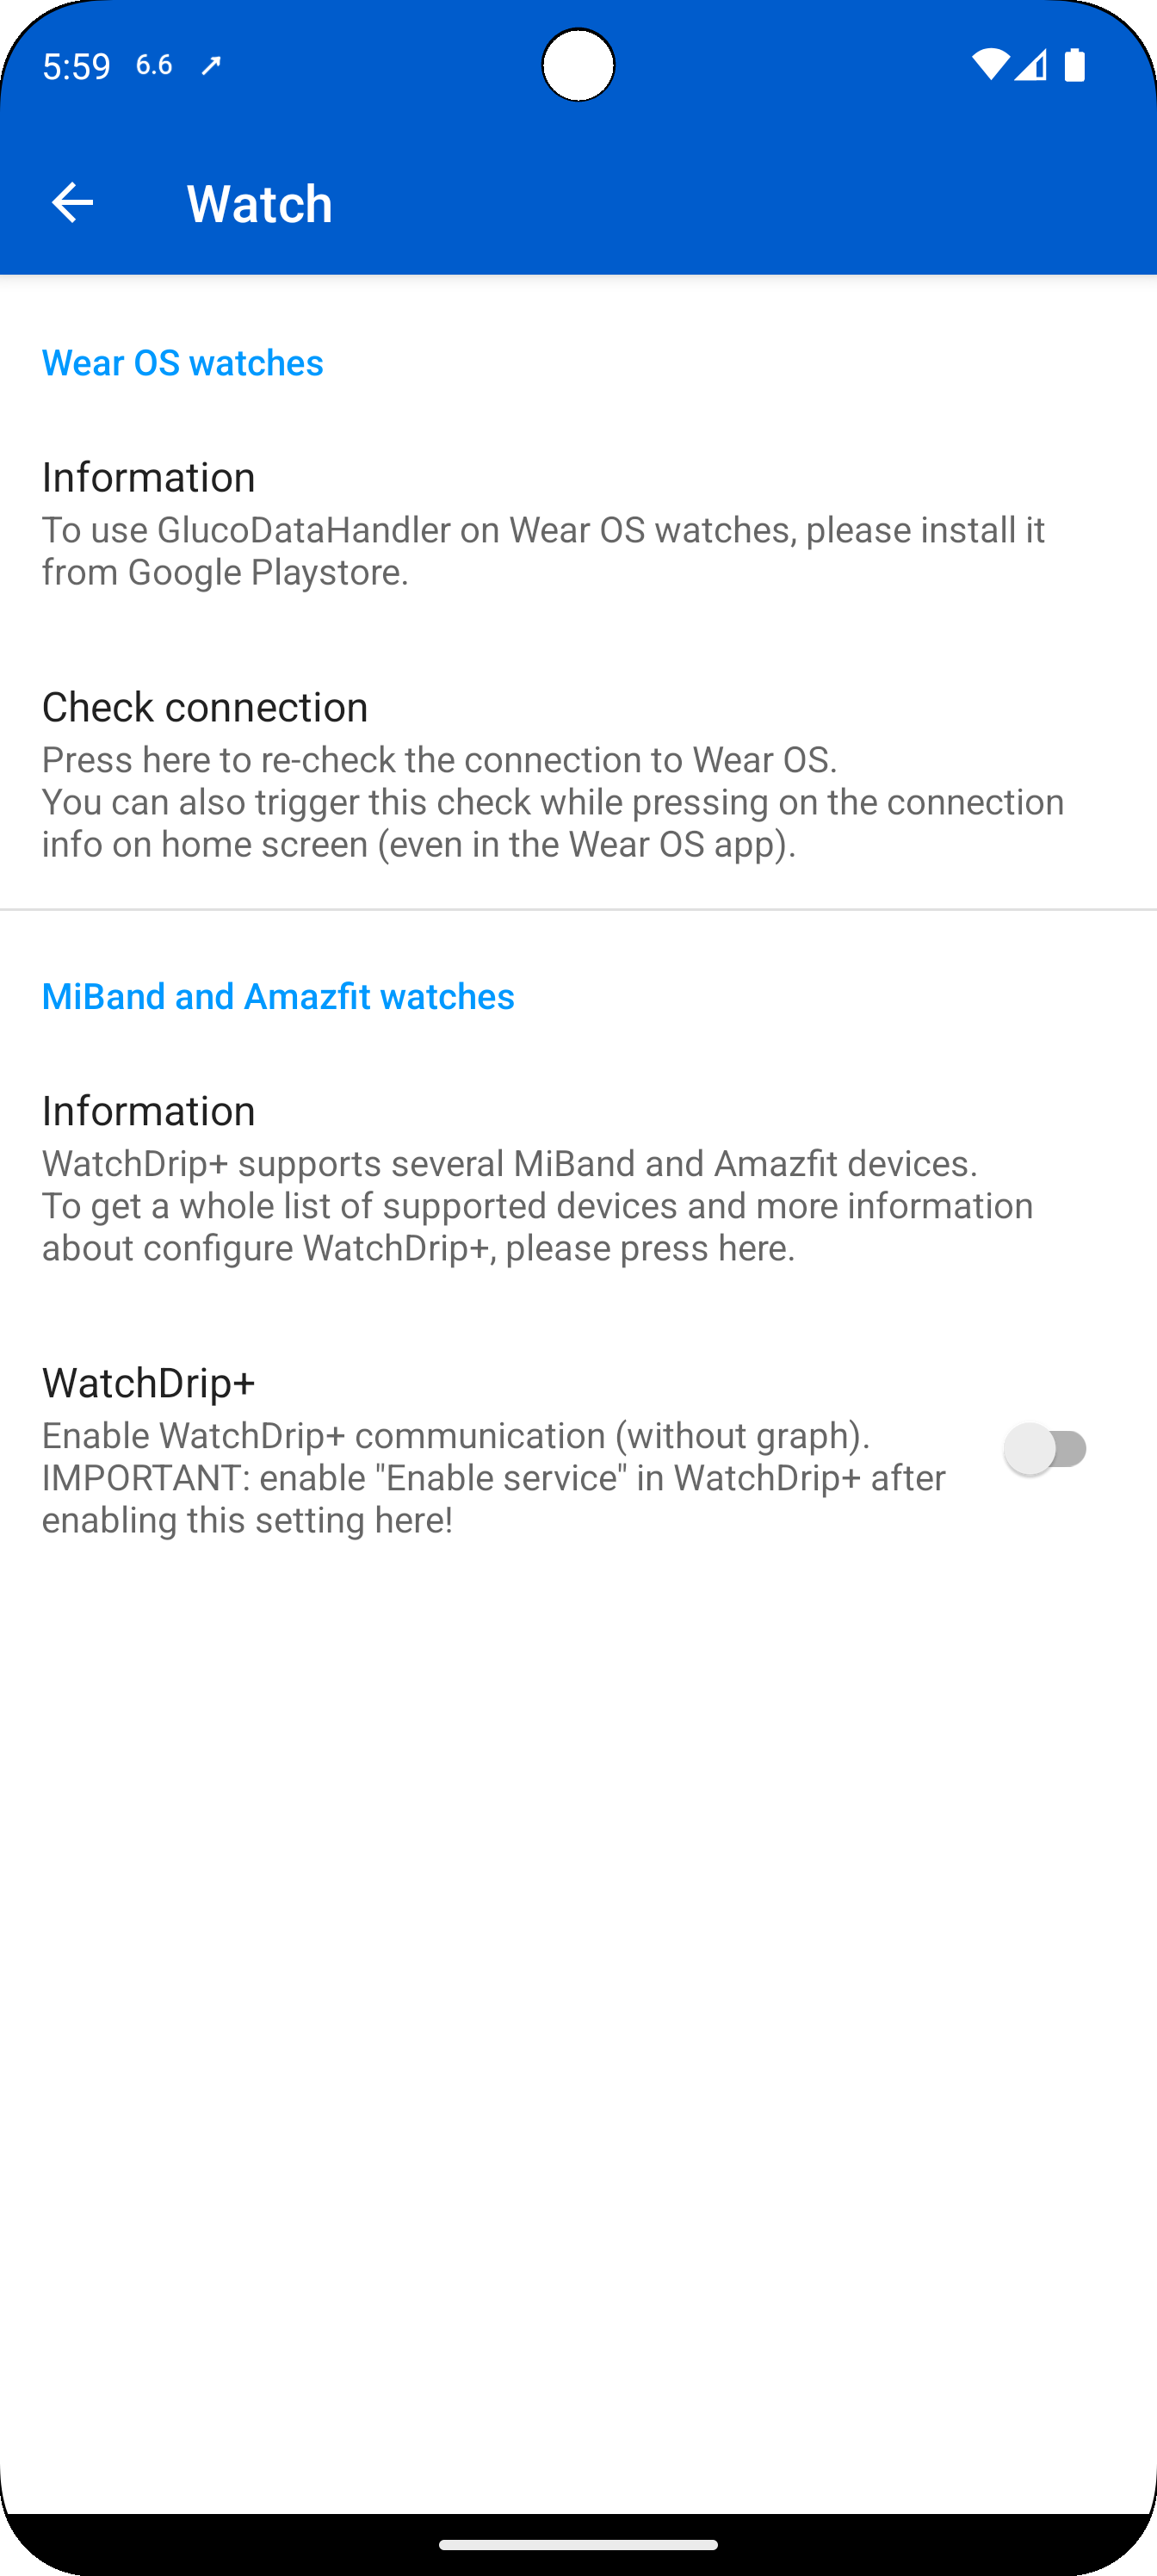 5:59 6.6
Watch
Wear OS watches
Information
To use GlucoDataHandler on Wear OS watches, please install it
from Google Playstore.
Check connection
Press here to re-check the connection to Wear OS.
You can also trigger this check while pressing on the connection
info on home screen (even in the Wear OS app).
MiBand and Amazfit watches
Information
WatchDrip+ supports several MiBand and Amazfit devices.
To get a whole list of supported devices and more information
about configure WatchDrip+, please press here.
WatchDrip+
Enable WatchDrip+ communication (without graph).
IMPORTANT: enable "Enable service" in WatchDrip+ after
enabling this setting here!